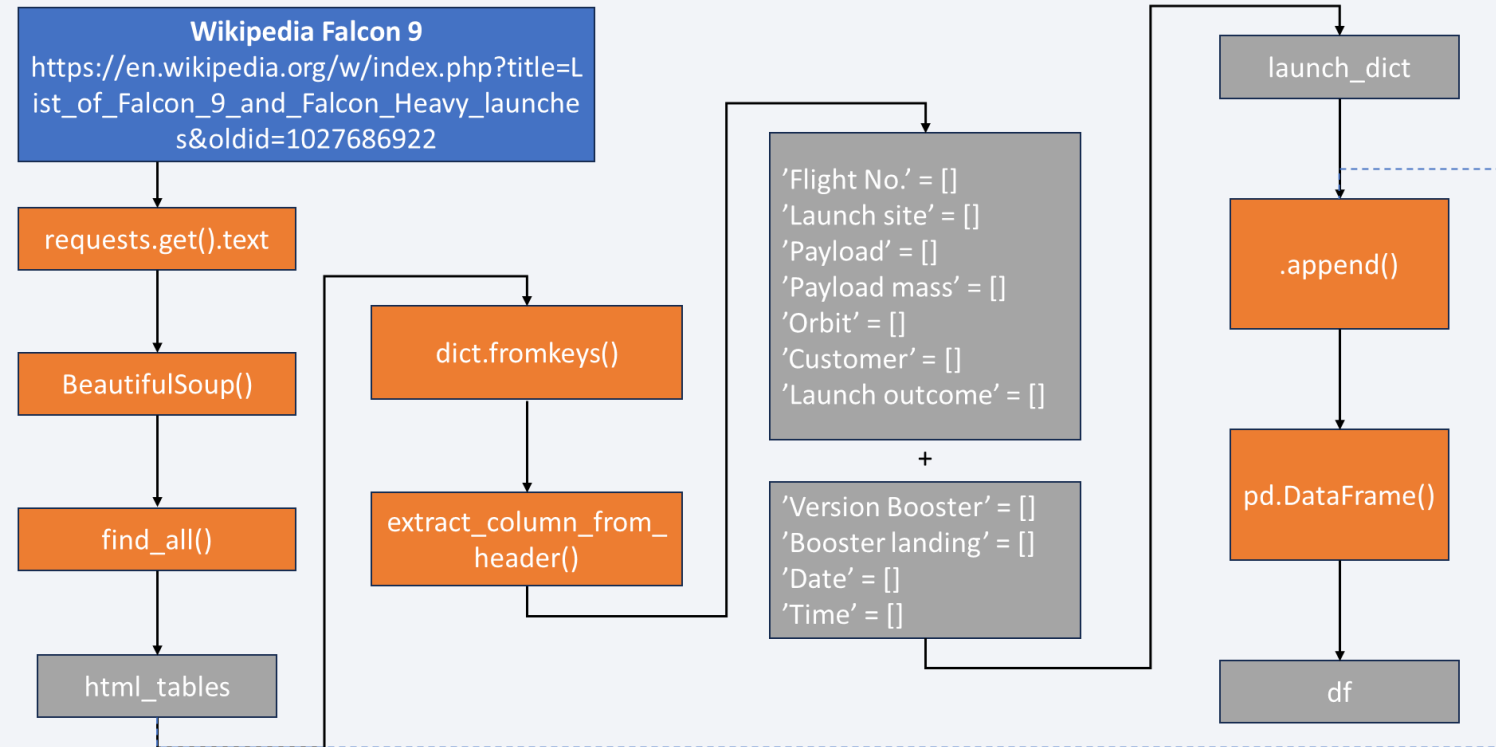 Wikipedia Falcon 9
https://en.wikipedia.org/w/index.php?title=L
ist_of_Falcon_9_and_Falcon_Heavy_launche
s&oldid=1027686922
requests.get().text
BeautifulSoup()
find_all()
html_tables
dict.fromkeys()
extract_column_from_
header()
’Flight No.’ = []
’Launch site’ = []
’Payload’ = []
’Payload mass’ = []
’Orbit’ = []
’Customer’ = []
’Launch outcome’ = []
+
’Version Booster’ = []
’Booster landing’ = []
’Date’ = []
’Time’ = []
launch_dict
.append()
pd.DataFrame()
df